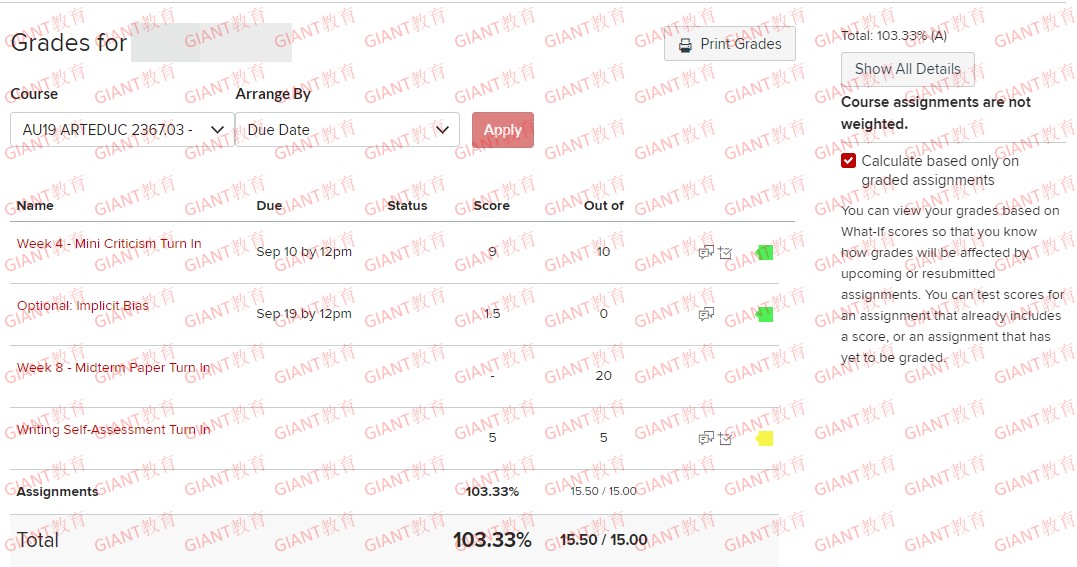 Grades for
Print Grades
Course
Arrange By
AU19 ARTEDUC 2367.03 -
Due Date
Apply
Name Due Status Score Out of
Week 4 - Mini Criticism Turn In Sep 10 by 12pm 9 10
Optional: Implicit Bias Sep 19 by 12pm 1.5 0
Week 8 - Midterm Paper Turn In - 20
Writing Self-Assessment Turn In 5 5
Assignments 103.33% 15.50 / 15.00
Total 103.33% 15.50 / 15.00
Total: 103.33% (A)
Show All Details
Course assignments are not
weighted.
Calculate based only on
graded assignments
You can view your grades based on
What-If scores so that you know
how grades will be affected by
upcoming or resubmitted
assignments. You can test scores for
an assignment that already includes
a score, or an assignment that has
yet to be graded.
GIANT教育